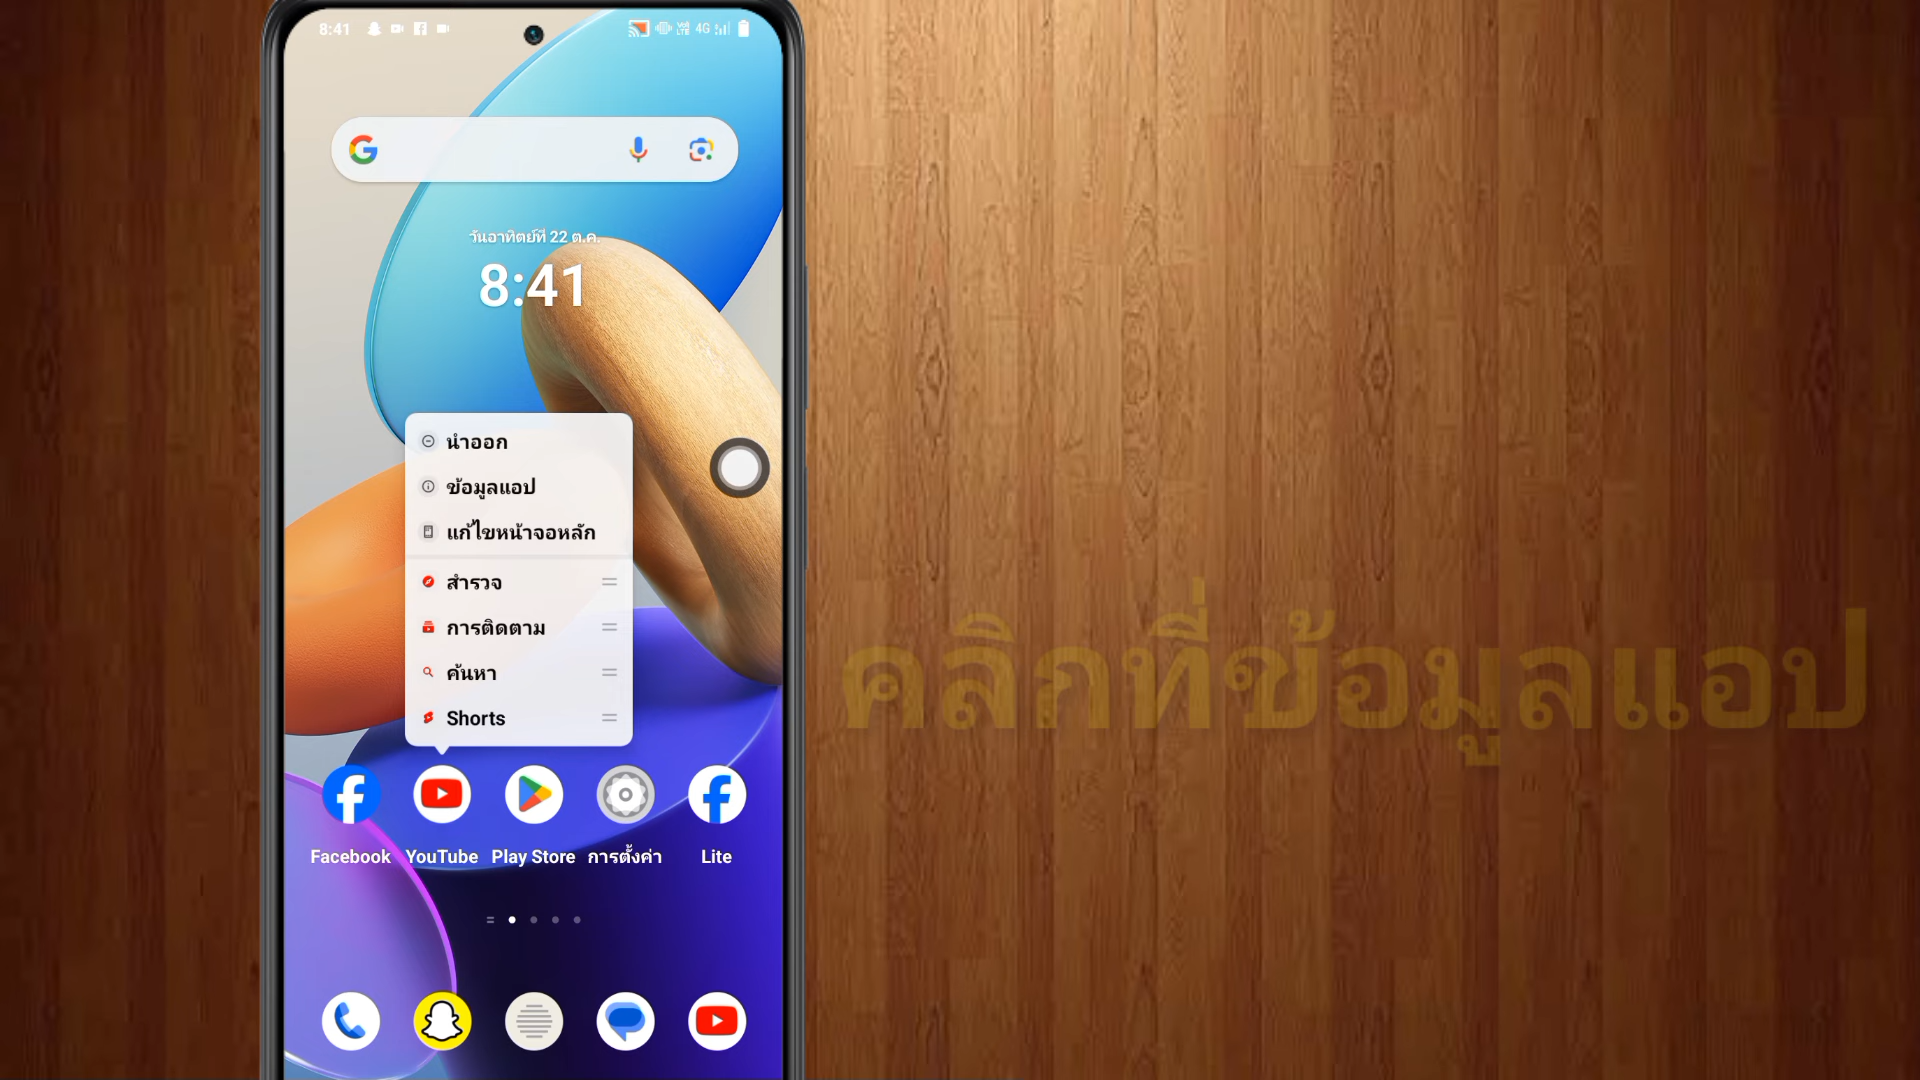 8:41
4G
วันอาทิตย์ที่ 22 ต.ค.
8:41
นำออก
ข้อมูลแอป
แก้ไขหน้าจอหลัก
สำรวจ
การติดตาม
ค้นหา
Shorts
คลิกที่ข้อมูลแอป
Facebook YouTube Play Store การตั้งค่า Lite